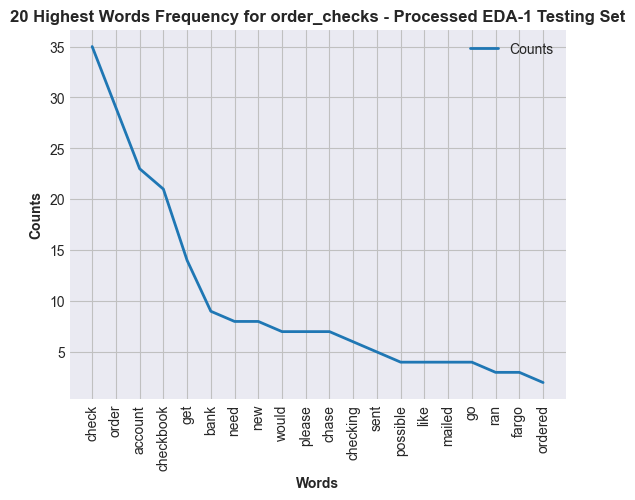 20 Highest Words Frequency for order_checks - Processed EDA-1 Testing Set
Counts
35
30
25
20
15
10
5
Counts
check
order
account
checkbook
get
bank
need
new
would
please
chase
checking
sent
possible
like
mailed
go
ran
fargo
ordered
Words